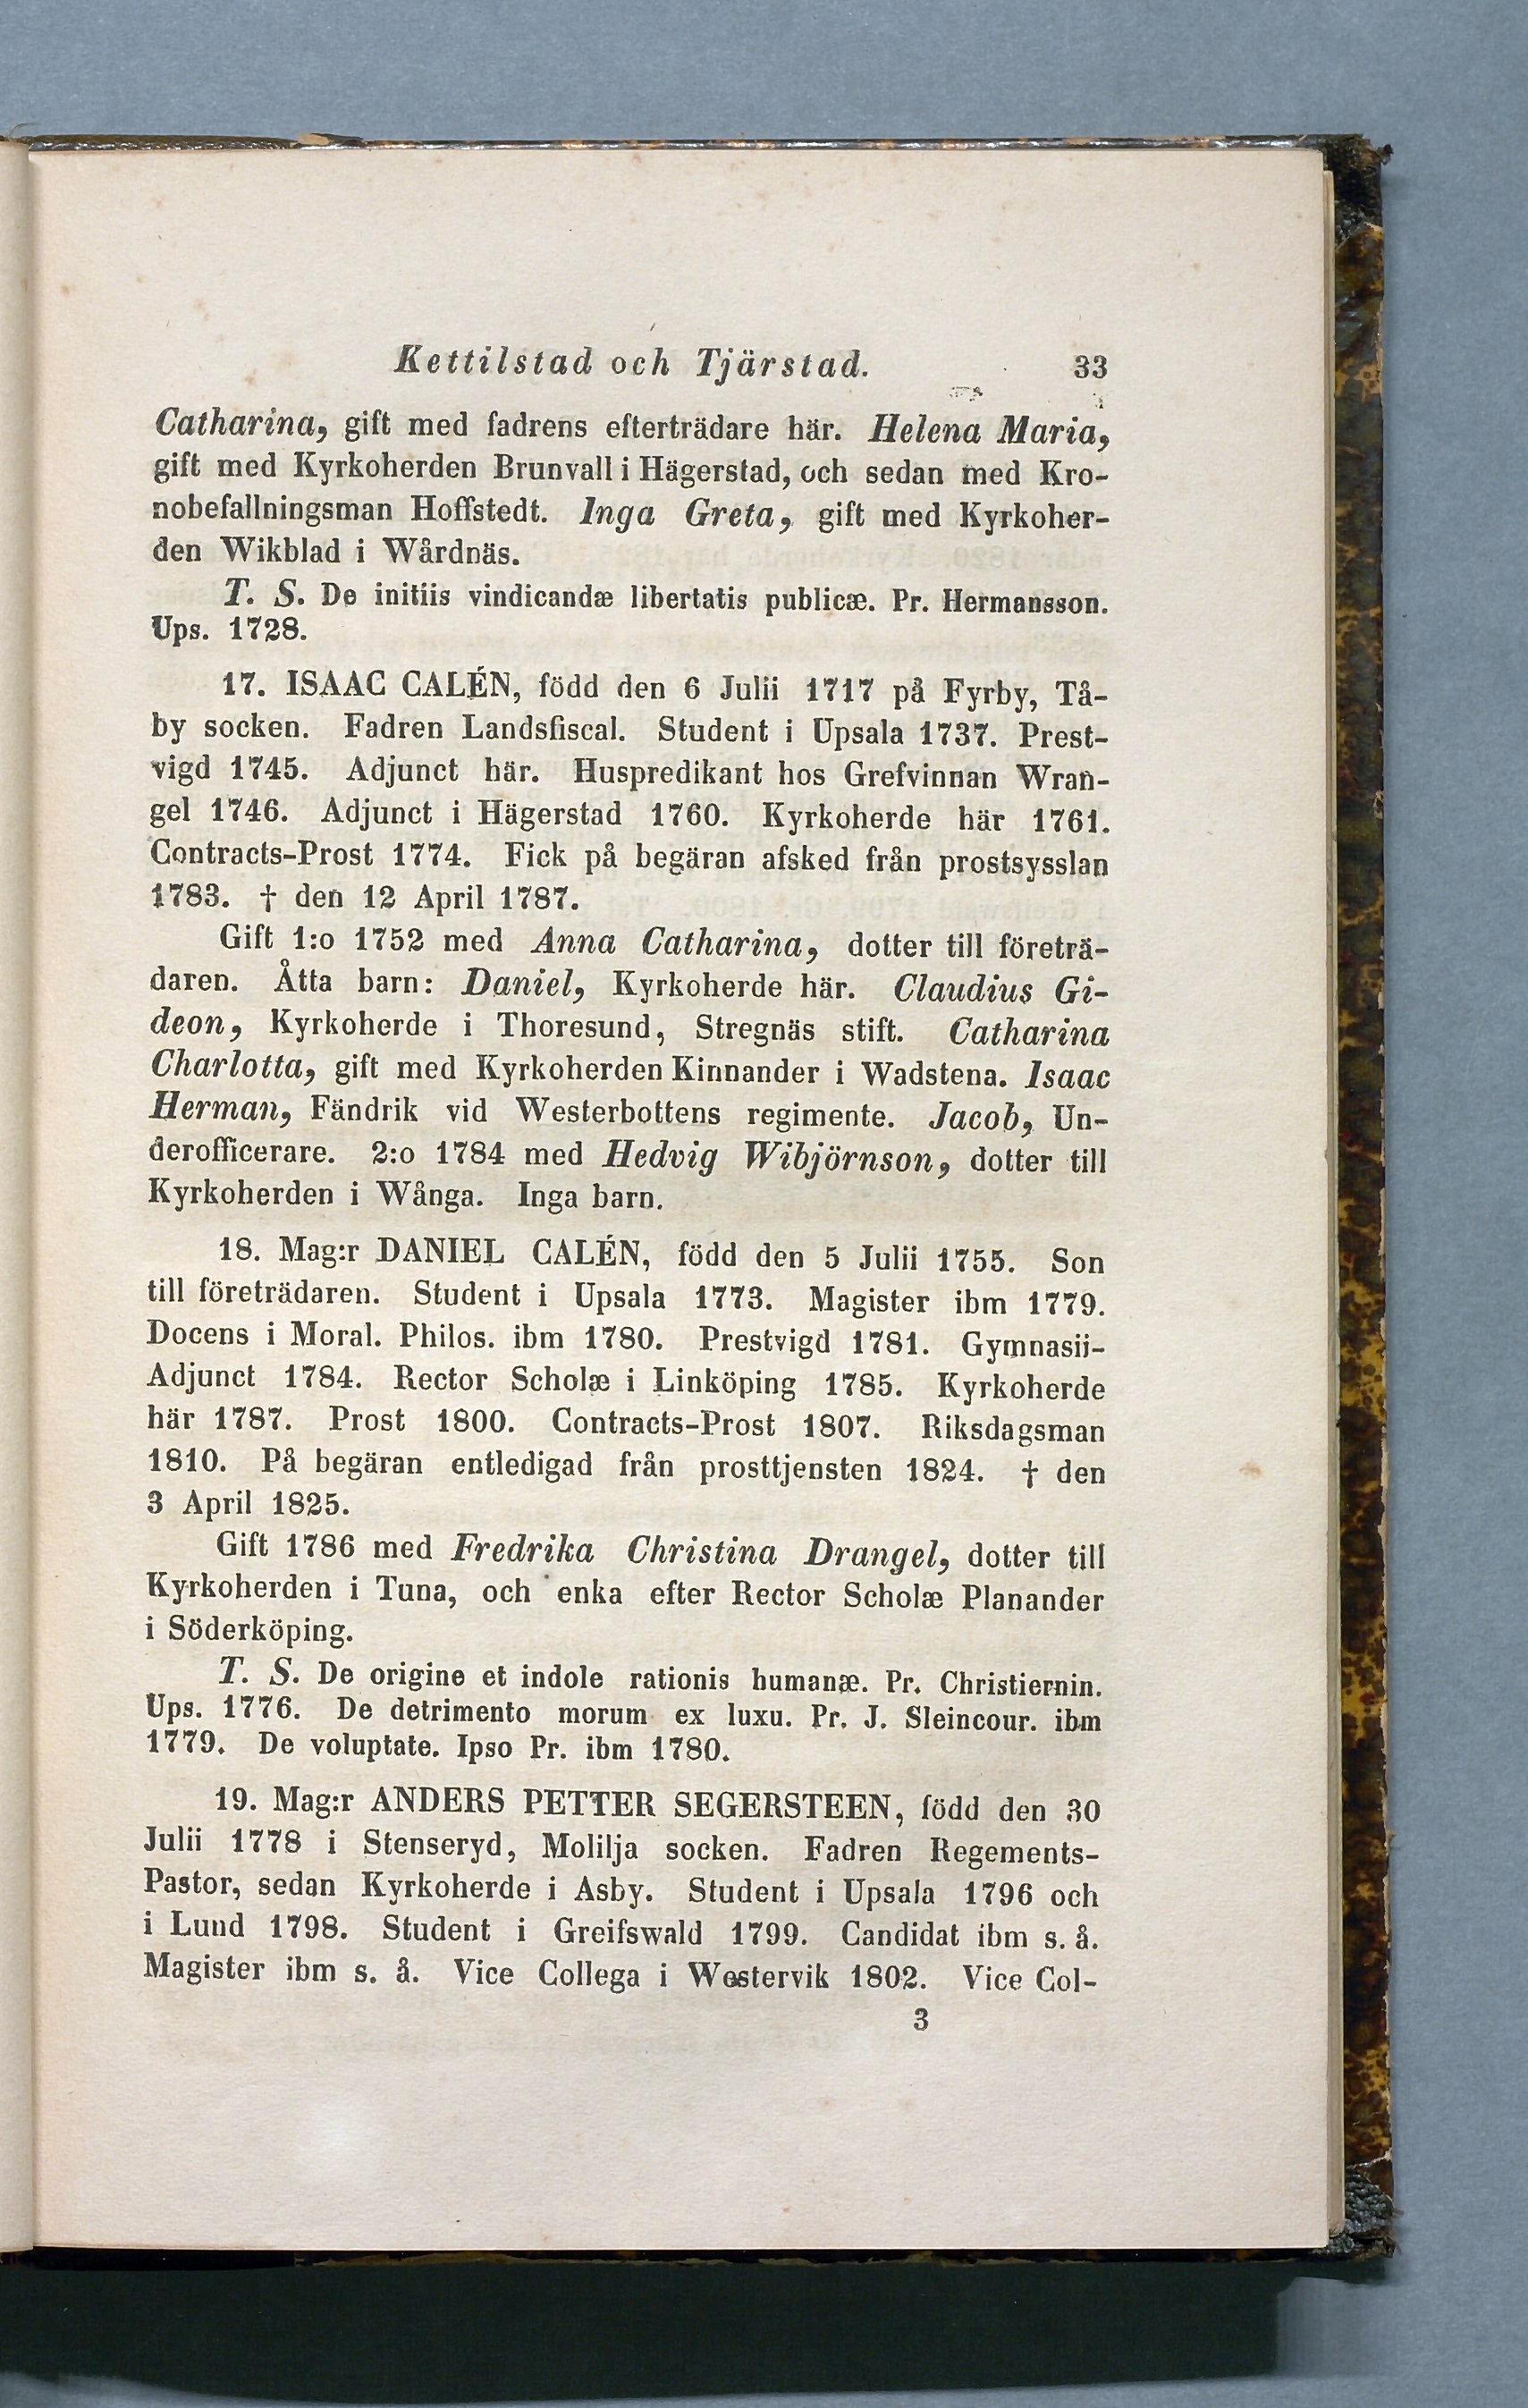 Kettilstad och Tjärstad. 33
Catharina, gift med fadrens efterträdare här. Helena Maria,
gift med Kyrkoherden Brunvall i Hägerstad, och sedan med Kro-
nobefallningsman Hoffstedt. Inga Greta, gift med Kyrkoher-
den Wikblad i Wårdnäs.
T. S. De initiis vindicandæ libertatis publicæ. Pr. Hermansson.
Ups. 1728.
17. ISAAC CALÉN, född den 6 Julii 1717 på Fyrby, Tå-
by socken. Fadren Landsfiscal. Student i Upsala 1737. Prest-
vigd 1745. Adjunct här. Huspredikant hos Grefvinnan Wran-
gel 1746. Adjunct i Hägerstad 1760. Kyrkoherde här 1761.
Contracts-Prost 1774. Fick på begäran afsked från prostsysslan
1783. † den 12 April 1787.
Gift 1:o 1752 med Anna Catharina, dotter till företrä-
daren. Åtta barn: Daniel, Kyrkoherde här. Claudius Gi-
deon, Kyrkoherde i Thoresund, Stregnäs stift. Catharina
Charlotta, gift med Kyrkoherden Kinnander i Wadstena. Isaac
Herman, Fändrik vid Westerbottens regimente. Jacob, Un-
derofficerare. 2:o 1784 med Hedvig Wibjörnson, dotter till
Kyrkoherden i Wånga. Inga barn.
18. Mag:r DANIEL CALÉN, född den 5 Julii 1755. Son
till företrädaren. Student i Upsala 1773. Magister ibm 1779.
Docens i Moral. Philos. ibm 1780. Prestvigd 1781. Gymnasii-
Adjunct 1784. Rector Scholæ i Linköping 1785. Kyrkoherde
här 1787. Prost 1800. Contracts-Prost 1807. Riksdagsman
1810. På begäran entledigad från prosttjensten 1824. † den
3 April 1825.
Gift 1786 med Fredrika Christina Drangel, dotter till
Kyrkoherden i Tuna, och enka efter Rector Scholæ Planander
i Söderköping.
T. S. De origine et indole rationis humanæ. Pr. Christiernin.
Ups. 1776. De detrimento morum ex luxu. Pr. J. Sleincour. ibm
1779. De voluptate. Ipso Pr. ibm 1780.
19. Mag:r ANDERS PETTER SEGERSTEEN, född den 30
Julii 1778 i Stenseryd, Molilja socken. Fadren Regements-
Pastor, sedan Kyrkoherde i Asby. Student i Upsala 1796 och
i Lund 1798. Student i Greifswald 1799. Candidat ibm s. å.
Magister ibm s. å. Vice Collega i Westervik 1802. Vice Col-
3